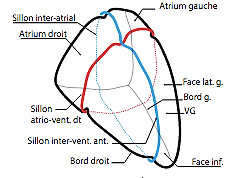 Atrium gauche
Sillon inter-atrial
Atrium droit
Face lat. g.
Bord g.
VG
Sillon
atrio-vent. dt
Sillon inter-vent. ant.
Bord droit
Face inf.